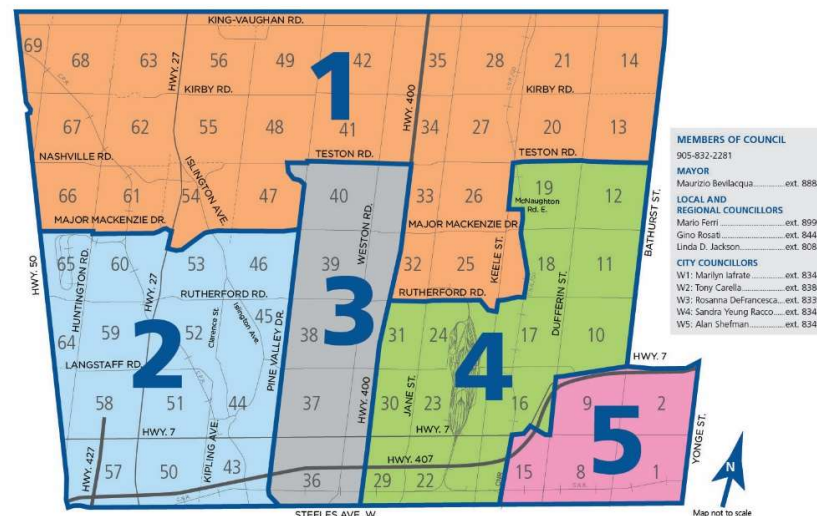 KING-VAUGHAN RD.
69
68
63
HWY. 27
56
49
1
42
35
28
21
14
KIRBY RD.
KIRBY RD.
C.P.R.
HWY. 400
67
62
55
48
41
34
27
20
13
NASHVILLE RD.
TESTON RD.
TESTON RD.
ISLINGTON AVE.
66
61
54
47
40
33
26
19
12
McNaughton
Rd. E.
MAJOR MACKENZIE DR.
MAJOR MACKENZIE DR
WESTON RD.
KEELE ST.
BATHURST ST.
HWY. 50
65
60
53
46
39
32
25
18
11
HUNTINGTON RD.
HWY. 27
RUTHERFORD RD.
RUTHERFORD RD.
DUFFERIN ST.
64
59
2
52
Clarence St.
Islington Ave.
45
PINE VALLEY DR.
38
3
31
24
4
17
10
LANGSTAFF RD.
HWY. 7
58
51
44
37
HWY. 400
30
JANE ST.
23
16
9
2
HWY. 7
HWY. 7
5
YONGE ST.
HWY. 427
57
50
KIPLING AVE.
43
36
HWY. 407
29
22
15
8
1
STEELES AVE. W.
MEMBERS OF COUNCIL
905-832-2281
MAYOR
Maurizio Bevilacqua ext. 888
LOCAL AND
REGIONAL COUNCILLORS
Mario Ferri ext. 899
Gino Rosati ext. 844
Linda D. Jackson ext. 808
CITY COUNCILLORS
W1: Marilyn Iafrate ext. 834
W2: Tony Carella ext. 838
W3: Rosanna DeFrancesca ext. 833
W4: Sandra Yeung Racco ext. 834
W5: Alan Shefman ext. 834
N
Map not to scale